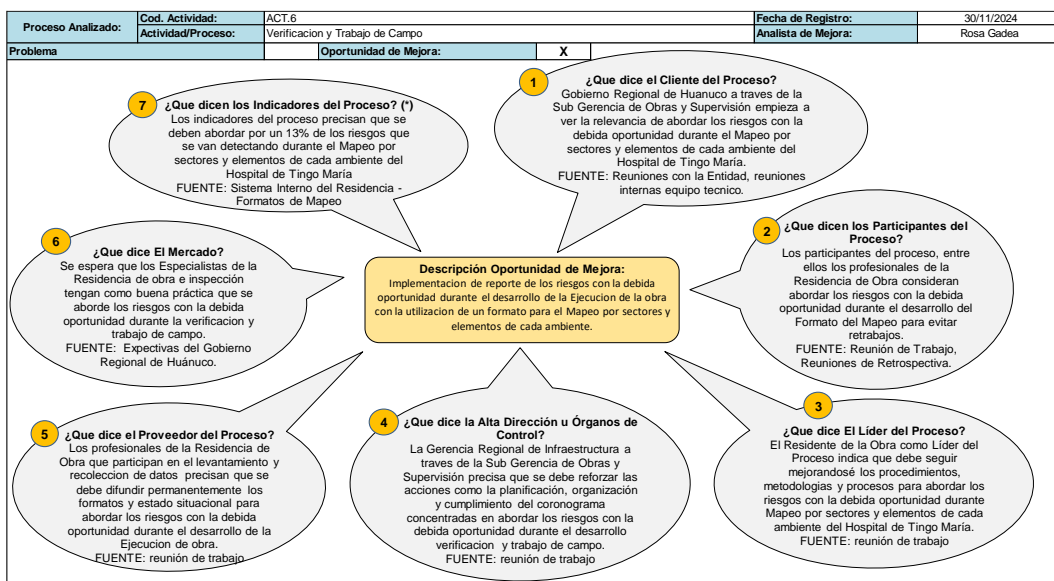 Proceso Analizado:
Cod. Actividad: ACT.6 Fecha de Registro: 30/11/2024
Actividad/Proceso: Verificacion y Trabajo de Campo Analista de Mejora: Rosa Gadea
Problema Oportunidad de Mejora: X
1
¿Que dice el Cliente del Proceso?
Gobierno Regional de Huanuco a traves de la
Sub Gerencia de Obras y Supervisión empieza a
ver la relevancia de abordar los riesgos con la
debida oportunidad durante el Mapeo por
sectores y elementos de cada ambiente del
Hospital de Tingo María.
FUENTE: Reuniones con la Entidad, reuniones
internas equipo tecnico.
7
¿Que dicen los Indicadores del Proceso? (*)
Los indicadores del proceso precisan que se
deben abordar por un 13% de los riesgos que
se van detectando durante el Mapeo por
sectores y elementos de cada ambiente del
Hospital de Tingo María
FUENTE: Sistema Interno del Residencia -
Formatos de Mapeo
2
¿Que dicen los Participantes del
Proceso?
Los participantes del proceso, entre
ellos los profesionales de la
Residencia de Obra consideran
abordar los riesgos con la debida
oportunidad durante el desarrollo del
Formato del Mapeo para evitar
retrabajos.
FUENTE: Reunión de Trabajo,
Reuniones de Retrospectiva.
6
¿Que dice El Mercado?
Se espera que los Especialistas de la
Residencia de obra e inspección
tengan como buena práctica que se
aborde los riesgos con la debida
oportunidad durante la verificación y
trabajo de campo.
FUENTE: Expectivas del Gobierno
Regional de Huánuco.
Descripción Oportunidad de Mejora:
Implementacion de reporte de los riesgos con la debida
oportunidad durante el desarrollo de la Ejecucion de la obra
con la utilizacion de un formato para el Mapeo por sectores y
elementos de cada ambiente.
3
¿Que dice El Líder del Proceso?
El Residente de la Obra como Líder del
Proceso indica que debe seguir
mejorandosé los procedimientos,
metodologias y procesos para abordar los
riesgos con la debida oportunidad durante
Mapeo por sectores y elementos de cada
ambiente del Hospital de Tingo María.
FUENTE: reunión de trabajo
4
¿Que dice la Alta Dirección u Órganos de
Control?
La Gerencia Regional de Infraestructura a
traves de la Sub Gerencia de Obras y
Supervisión precisa que se debe reforzar las
acciones como la planificación, organización
y cumplimiento del coronograma
concentradas en abordar los riesgos con la
debida oportunidad durante el desarrollo
verificacion y trabajo de campo.
FUENTE: reunión de trabajo
5
¿Que dice el Proveedor del Proceso?
Los profesionales de la Residencia de
Obra que participan en el levantamiento y
recoleccion de datos precisan que se
debe difundir permanentemente los
formatos y estado situacional para
abordar los riesgos con la debida
oportunidad durante el desarrollo de la
Ejecucion de obra.
FUENTE: reunión de trabajo